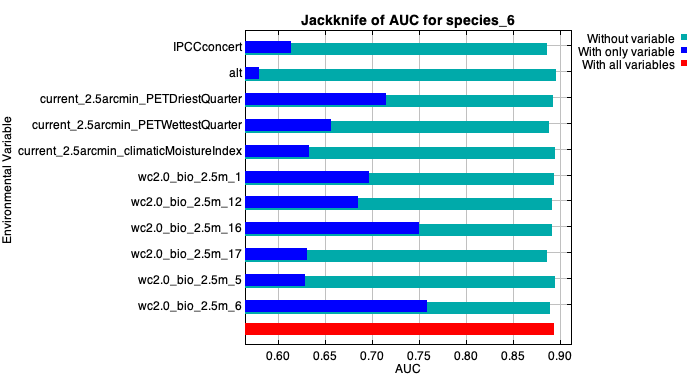 Jackknife of AUC for species_6
Without variable
With only variable
With all variables
Environmental Variable
IPCCconcert
alt
current_2.5arcmin_PETDriestQuarter
current_2.5arcmin_PETWettestQuarter
current_2.5arcmin_climaticMoistureIndex
wc2.0_bio_2.5m_1
wc2.0_bio_2.5m_12
wc2.0_bio_2.5m_16
wc2.0_bio_2.5m_17
wc2.0_bio_2.5m_5
wc2.0_bio_2.5m_6
0.60 0.65 0.70 0.75 0.80 0.85 0.90
AUC